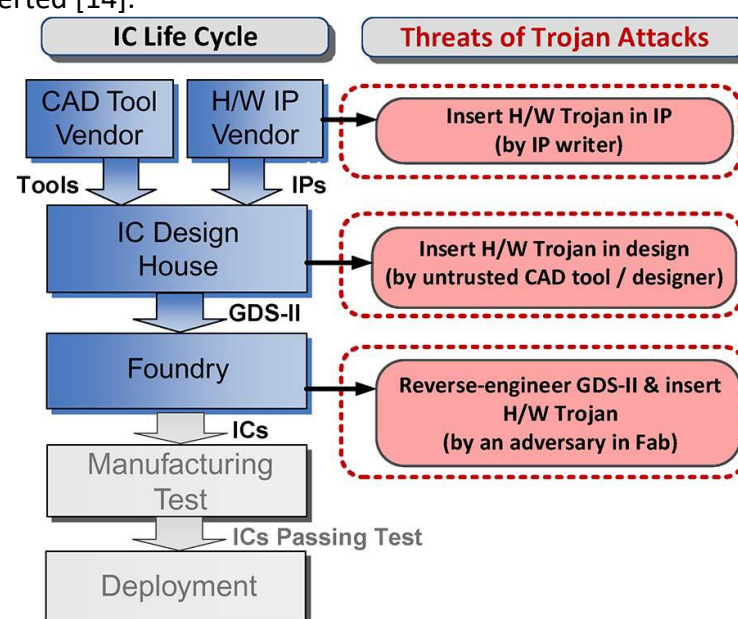 erted [14].
IC Life Cycle
Threats of Trojan Attacks
CAD Tool
Vendor
H/W IP
Vendor
Insert H/W Trojan in IP
(by IP writer)
Tools
IPs
IC Design
House
Insert H/W Trojan in design
(by untrusted CAD tool / designer)
GDS-II
Foundry
Reverse-engineer GDS-II & insert
H/W Trojan
(by an adversary in Fab)
ICs
Manufacturing
Test
ICs Passing Test
Deployment